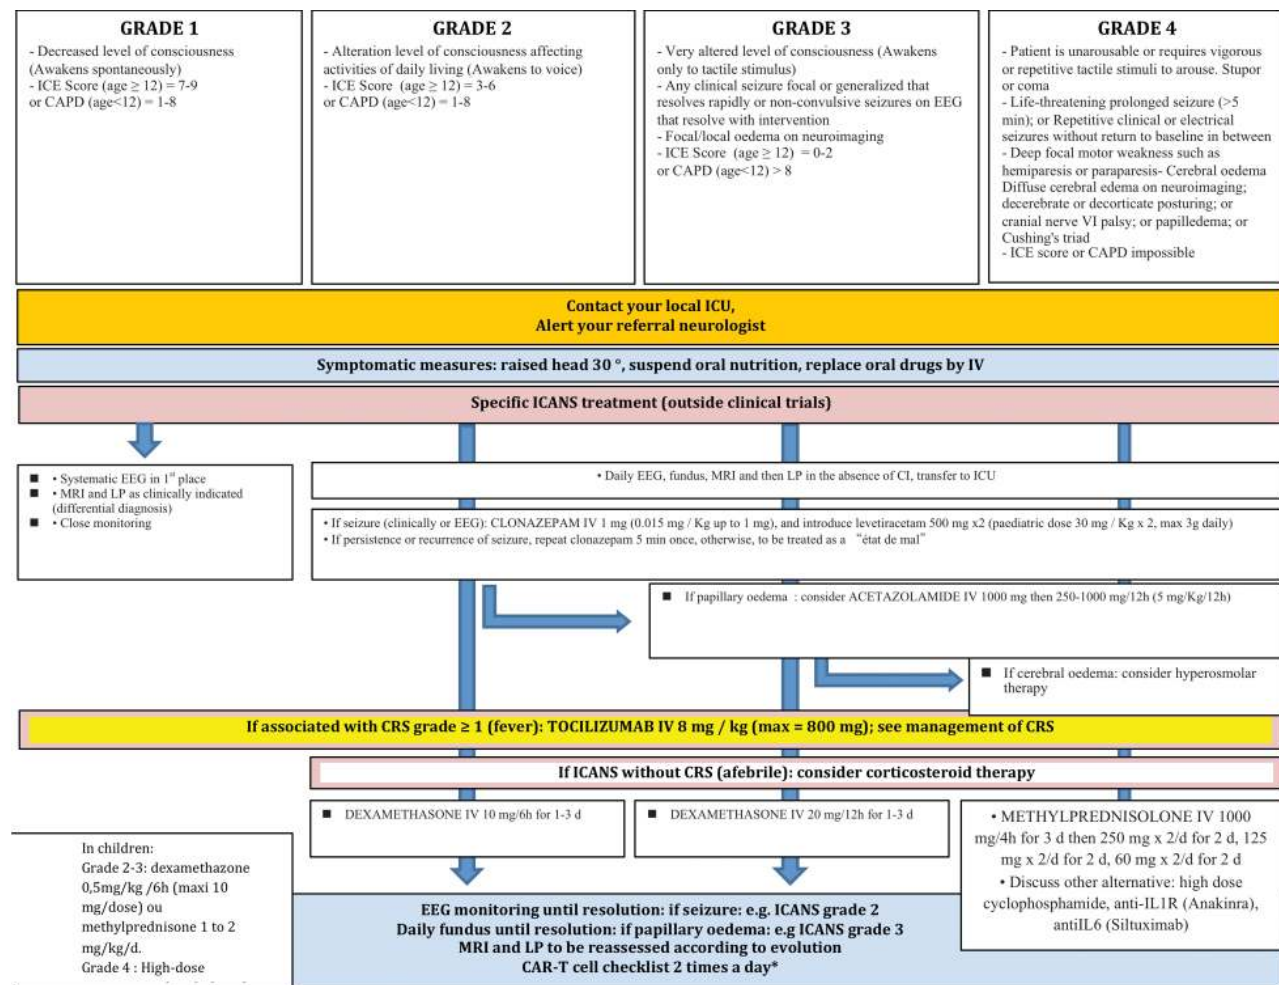 GRADE 1
- Decreased level of consciousness
(Awakens spontaneously)
- ICE Score (age ≥ 12) = 7-9
or CAPD (age<12) = 1-8
GRADE 2
- Alteration level of consciousness affecting
activities of daily living (Awakens to voice)
- ICE Score (age ≥ 12) = 3-6
or CAPD (age<12) = 1-8
GRADE 3
- Very altered level of consciousness (Awakens
only to tactile stimulus)
- Any clinical seizure focal or generalized that
resolves rapidly or non-convulsive seizures on EEG
that resolve with intervention
- Focal/local oedema on neuroimaging
- ICE Score (age ≥ 12) = 0-2
or CAPD (age<12) > 8
GRADE 4
- Patient is unarousable or requires vigorous
or repetitive tactile stimuli to arouse. Stupor
or coma
- Life-threatening prolonged seizure (>5
min); or Repetitive clinical or electrical
seizures without return to baseline in between
- Deep focal motor weakness such as
hemiparesis or paraparesis- Cerebral oedema
Diffuse cerebral edema on neuroimaging;
decerebrate or decorticate posturing; or
cranial nerve VI palsy; or papilledema; or
Cushing's triad
- ICE score or CAPD impossible
Contact your local ICU,
Alert your referral neurologist
Symptomatic measures: raised head 30 °, suspend oral nutrition, replace oral drugs by IV
Specific ICANS treatment (outside clinical trials)
■ • Systematic EEG in 1st place
■ • MRI and LP as clinically indicated
(differential diagnosis)
■ • Close monitoring
• Daily EEG, fundus, MRI and then LP in the absence of CI, transfer to ICU
• If seizure (clinically or EEG): CLONAZEPAM IV 1 mg (0.015 mg / Kg up to 1 mg), and introduce levetiracetam 500 mg x2 (paediatric dose 30 mg / Kg x 2, max 3g daily)
• If persistence or recurrence of seizure, repeat clonazepam 5 min once, otherwise, to be treated as a “état de mal”
■ If papillary oedema : consider ACETAZOLAMIDE IV 1000 mg then 250-1000 mg/12h (5 mg/Kg/12h)
■ If cerebral oedema: consider hyperosmolar
therapy
If associated with CRS grade ≥ 1 (fever): TOCILIZUMAB IV 8 mg / kg (max = 800 mg); see management of CRS
If ICANS without CRS (afebrile): consider corticosteroid therapy
■ DEXAMETHASONE IV 10 mg/6h for 1-3 d
■ DEXAMETHASONE IV 20 mg/12h for 1-3 d
• METHYLPREDNISOLONE IV 1000
mg/4h for 3 d then 250 mg x 2/d for 2 d, 125
mg x 2/d for 2 d, 60 mg x 2/d for 2 d
• Discuss other alternative: high dose
cyclophosphamide, anti-IL1R (Anakinra),
antiIL6 (Siltuximab)
In children:
Grade 2-3: dexamethazone
0,5mg/kg /6h (maxi 10
mg/dose) ou
methylprednisone 1 to 2
mg/kg/d.
Grade 4 : High-dose
EEG monitoring until resolution: if seizure: e.g. ICANS grade 2
Daily fundus until resolution: if papillary oedema: e.g ICANS grade 3
MRI and LP to be reassessed according to evolution
CAR-T cell checklist 2 times a day*